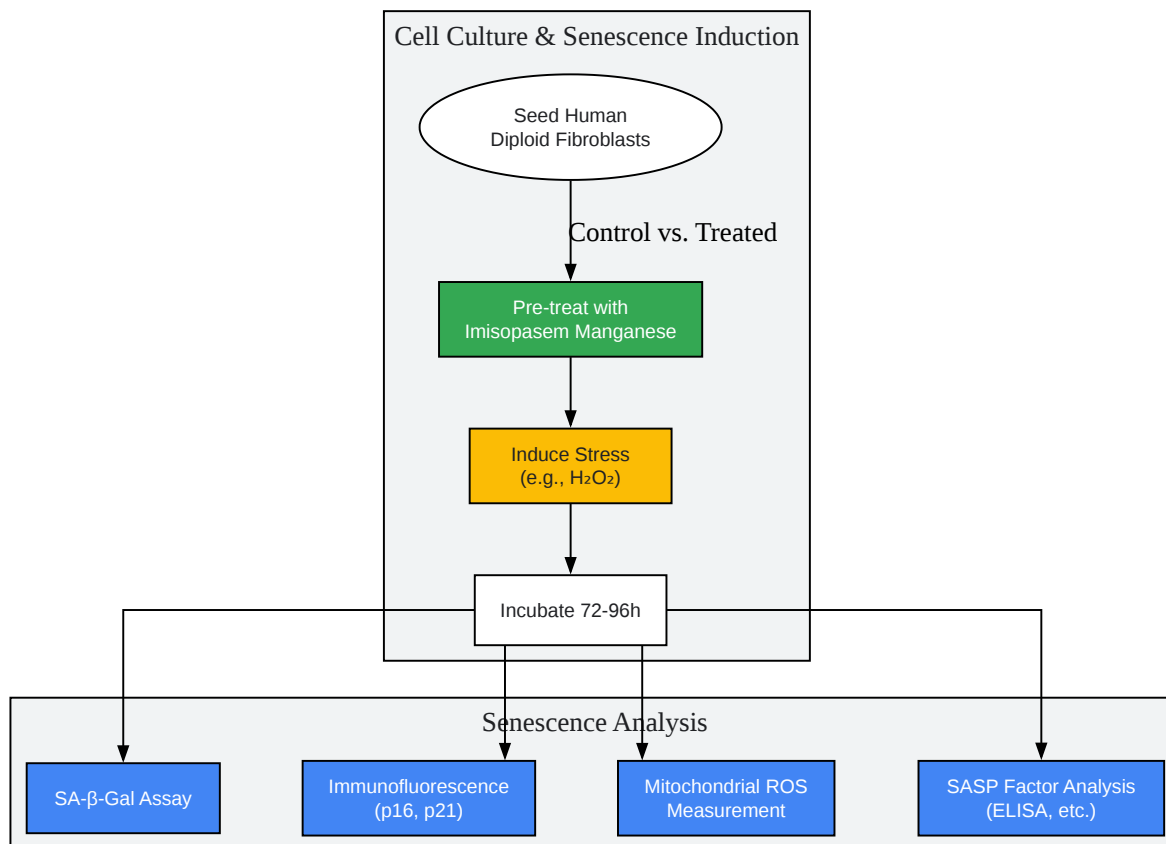 Cell Culture & Senescence Induction
Seed Human
Diploid Fibroblasts
Control vs. Treated
Pre-treat with
Imisopasem Manganese
Induce Stress
(e.g., H₂O₂)
Incubate 72-96h
Senescence Analysis
SA-β-Gal Assay
Immunofluorescence
(p16, p21)
Mitochondrial ROS
Measurement
SASP Factor Analysis
(ELISA, etc.)